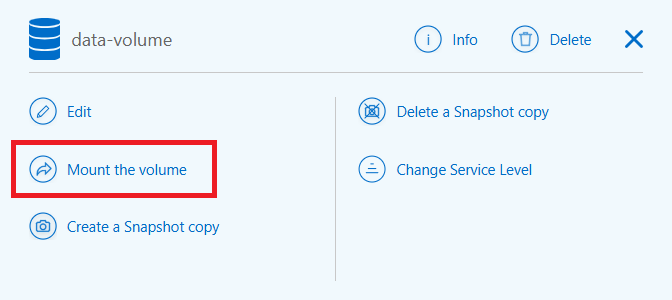 data-volume
Info
Delete
Edit
Delete a Snapshot copy
Mount the volume
Change Service Level
Create a Snapshot copy